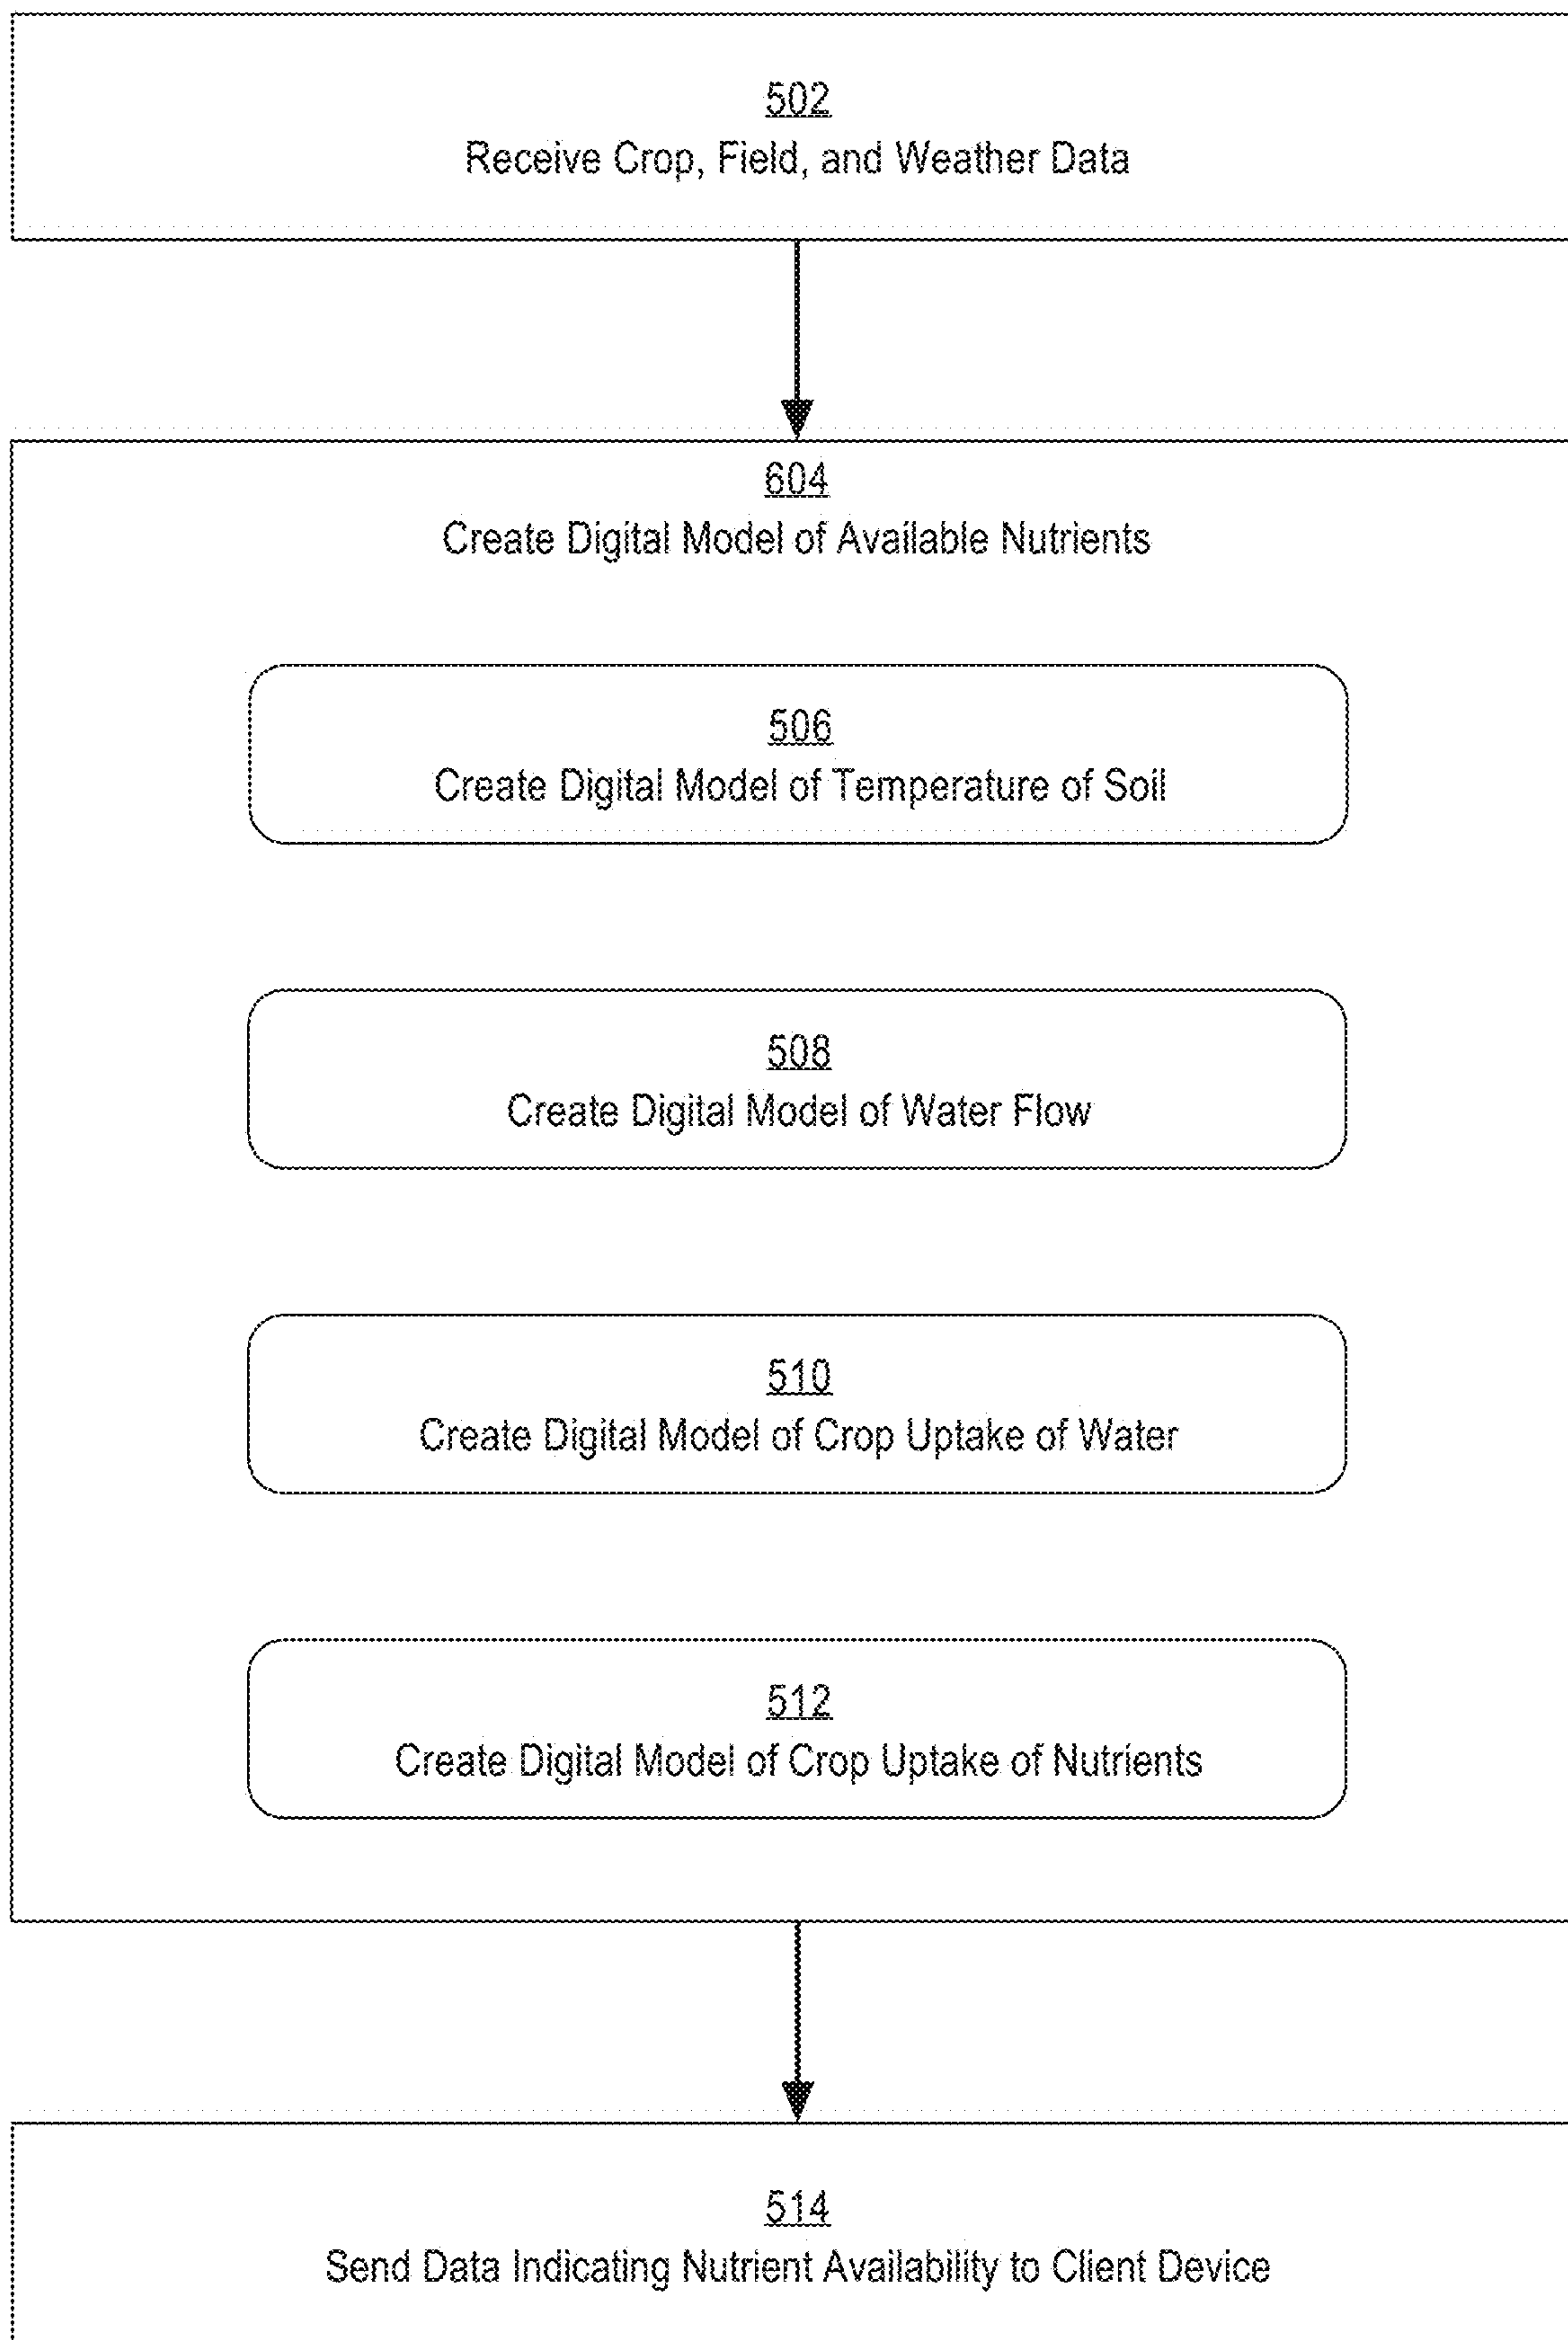 502
Receive Crop, Field, and Weather Data
604
Create Digital Model of Available Nutrients
506
Create Digital Model of Temperature of Soil
508
Create Digital Model of Water Flow
510
Create Digital Model of Crop Uptake of Water
512
Create Digital Model of Crop Uptake of Nutrients
514
Send Data Indicating Nutrient Availability to Client Device